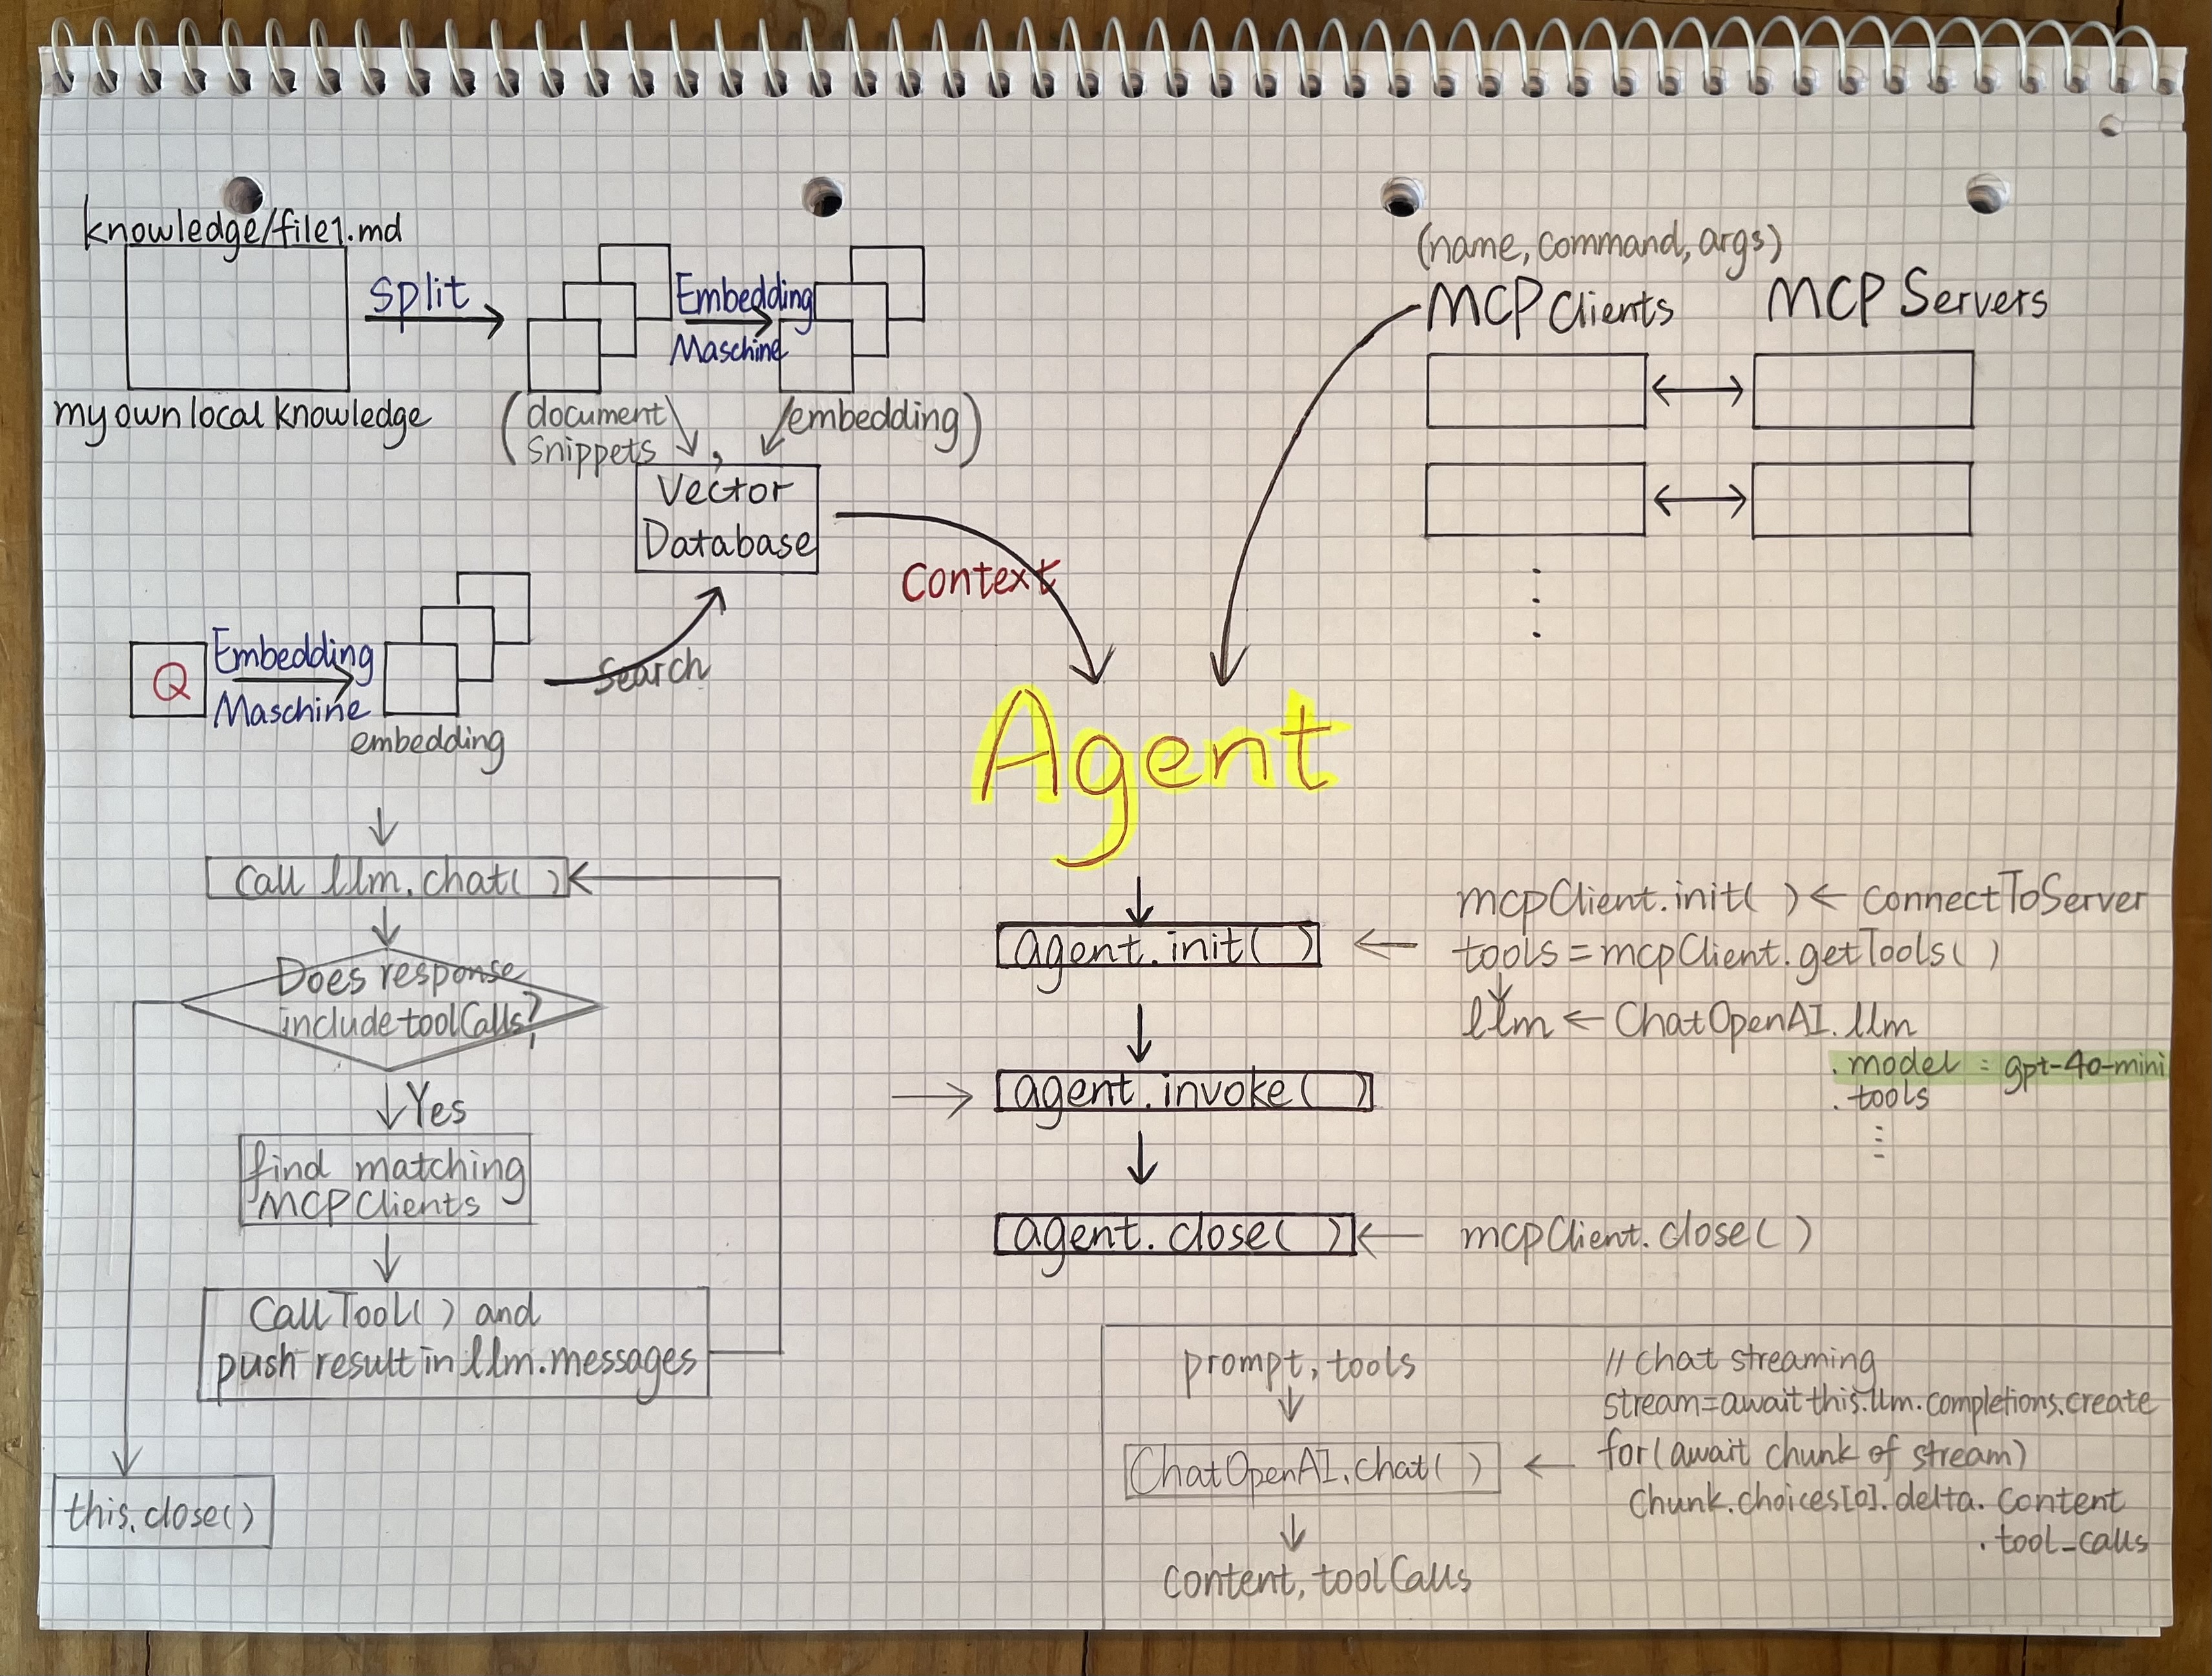 knowledge/file1.md
split
Embedding
Maschine
my own local knowledge
(document
snippets
,
embedding)
Vector
Database
Context
Q
Embedding
Maschine
embedding
Search
(name, command, args)
MCP Clients
MCP Servers
Agent
call llm.chat( )
Does response
include toolCalls?
Yes
find matching
MCP Clients
CallTool( ) and
push result in llm.messages
this.close()
agent.init( )
mcpClient.init( ) ← connectToServer
tools = mcpClient.getTools( )
llm ← ChatOpenAI.llm
. model = gpt-4o-mini
. tools
agent.invoke( )
agent.close( )
mcpClient.close( )
prompt, tools
ChatOpenAI.chat( )
content, toolCalls
// chat streaming
stream=await this.llm.completions.create
for(await chunk of stream)
chunk.choices[0].delta. content
. tool_calls